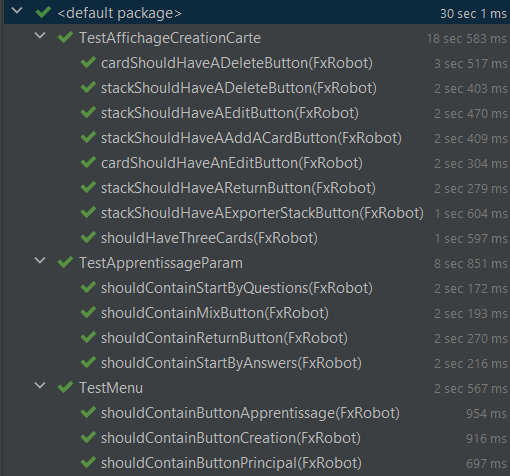 <default package> 30 sec 1 ms
TestAffichageCreationCarte 18 sec 583 ms
cardShouldHaveADeleteButton(FxRobot) 3 sec 517 ms
stackShouldHaveADeleteButton(FxRobot) 2 sec 403 ms
stackShouldHaveAEditButton(FxRobot) 2 sec 470 ms
stackShouldHaveAAddACardButton(FxRobot) 2 sec 409 ms
cardShouldHaveAnEditButton(FxRobot) 2 sec 304 ms
stackShouldHaveAReturnButton(FxRobot) 2 sec 279 ms
stackShouldHaveAExporterStackButton(FxRobot) 1 sec 604 ms
shouldHaveThreeCards(FxRobot) 1 sec 597 ms
TestApprentissageParam 8 sec 851 ms
shouldContainStartByQuestions(FxRobot) 2 sec 172 ms
shouldContainMixButton(FxRobot) 2 sec 193 ms
shouldContainReturnButton(FxRobot) 2 sec 270 ms
shouldContainStartByAnswers(FxRobot) 2 sec 216 ms
TestMenu 2 sec 567 ms
shouldContainButtonApprentissage(FxRobot) 954 ms
shouldContainButtonCreation(FxRobot) 916 ms
shouldContainButtonPrincipal(FxRobot) 697 ms